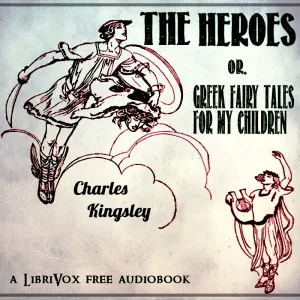 THE HEROES
OR,
GREEK FAIRY TALES
FOR MY CHILDREN
Charles
Kingsley
A LIBRIVOX FREE AUDIOBOOK